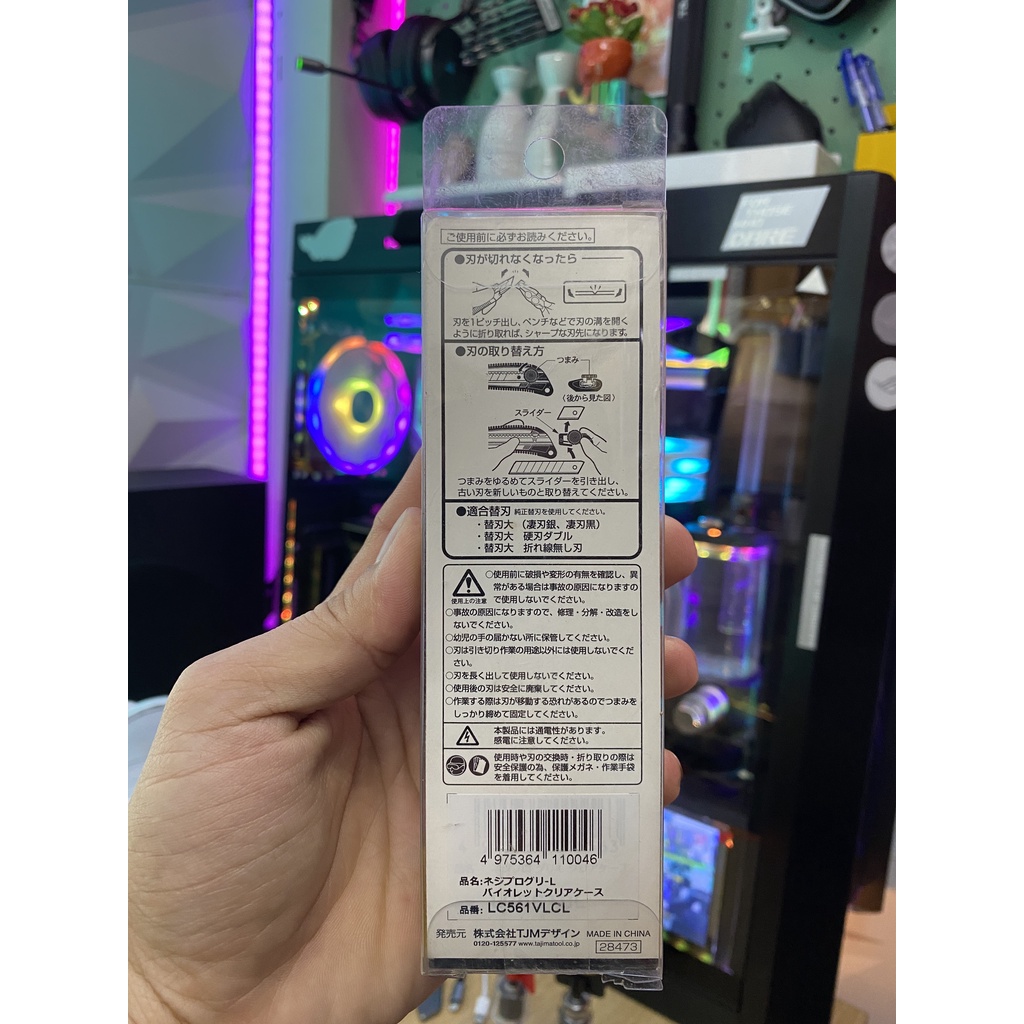 ご使用前に必ずお読みください。
●刃が切れなくなったら
刃を1ピッチ出し、ペンチなどで刃の溝を開く
ように折り取れば、シャープな刃先になります。
●刃の取り替え方
つまみ
(後から見た図)
スライダー
つまみをゆるめてスライダーを引き出し、
古い刃を新しいものと取り替えてください。
●適合替刃 純正替刃を使用してください。
・替刃大 (凄刃銀、凄刃黒)
・替刃大 硬刃ダブル
・替刃大 折れ線無し刃
使用上の注意
○使用前に破損や変形の有無を確認し、異
常がある場合は事故の原因になりますの
で使用しないでください。
○事故の原因になりますので、修理・分解・改造をし
ないでください。
○幼児の手の届かない所に保管してください。
○刃は引き切り作業の用途以外には使用しないでくだ
さい。
○刃を長く出して使用しないでください。
○使用後の刃は安全に廃棄してください。
○作業する際は刃が移動する恐れがあるのでつまみを
しっかり締めて固定してください。
本製品には通電性があります。
感電に注意してください。
使用時や刃の交換時・折り取りの際は
安全保護の為、保護メガネ・作業手袋
を着用してください。
4 975364 110046
品名:ネジプログリ-L
バイオレットクリアケース
品番: LC561VLCL
発売元 株式会社TJMデザイン MADE IN CHINA
0120-125577 www.tajimatool.co.jp
28473